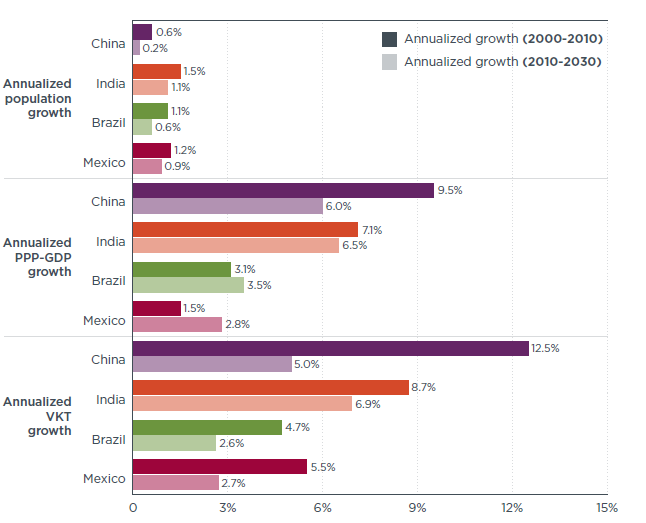 Annualized growth (2000-2010)
Annualized growth (2010-2030)
Annualized
population
growth
China
0.6%
0.2%
India
1.5%
1.1%
Brazil
1.1%
0.6%
Mexico
1.2%
0.9%
Annualized
PPP-GDP
growth
China
9.5%
6.0%
India
7.1%
6.5%
Brazil
3.1%
3.5%
Mexico
1.5%
2.8%
Annualized
VKT
growth
China
12.5%
5.0%
India
8.7%
6.9%
Brazil
4.7%
2.6%
Mexico
5.5%
2.7%
0 3% 6% 9% 12% 15%